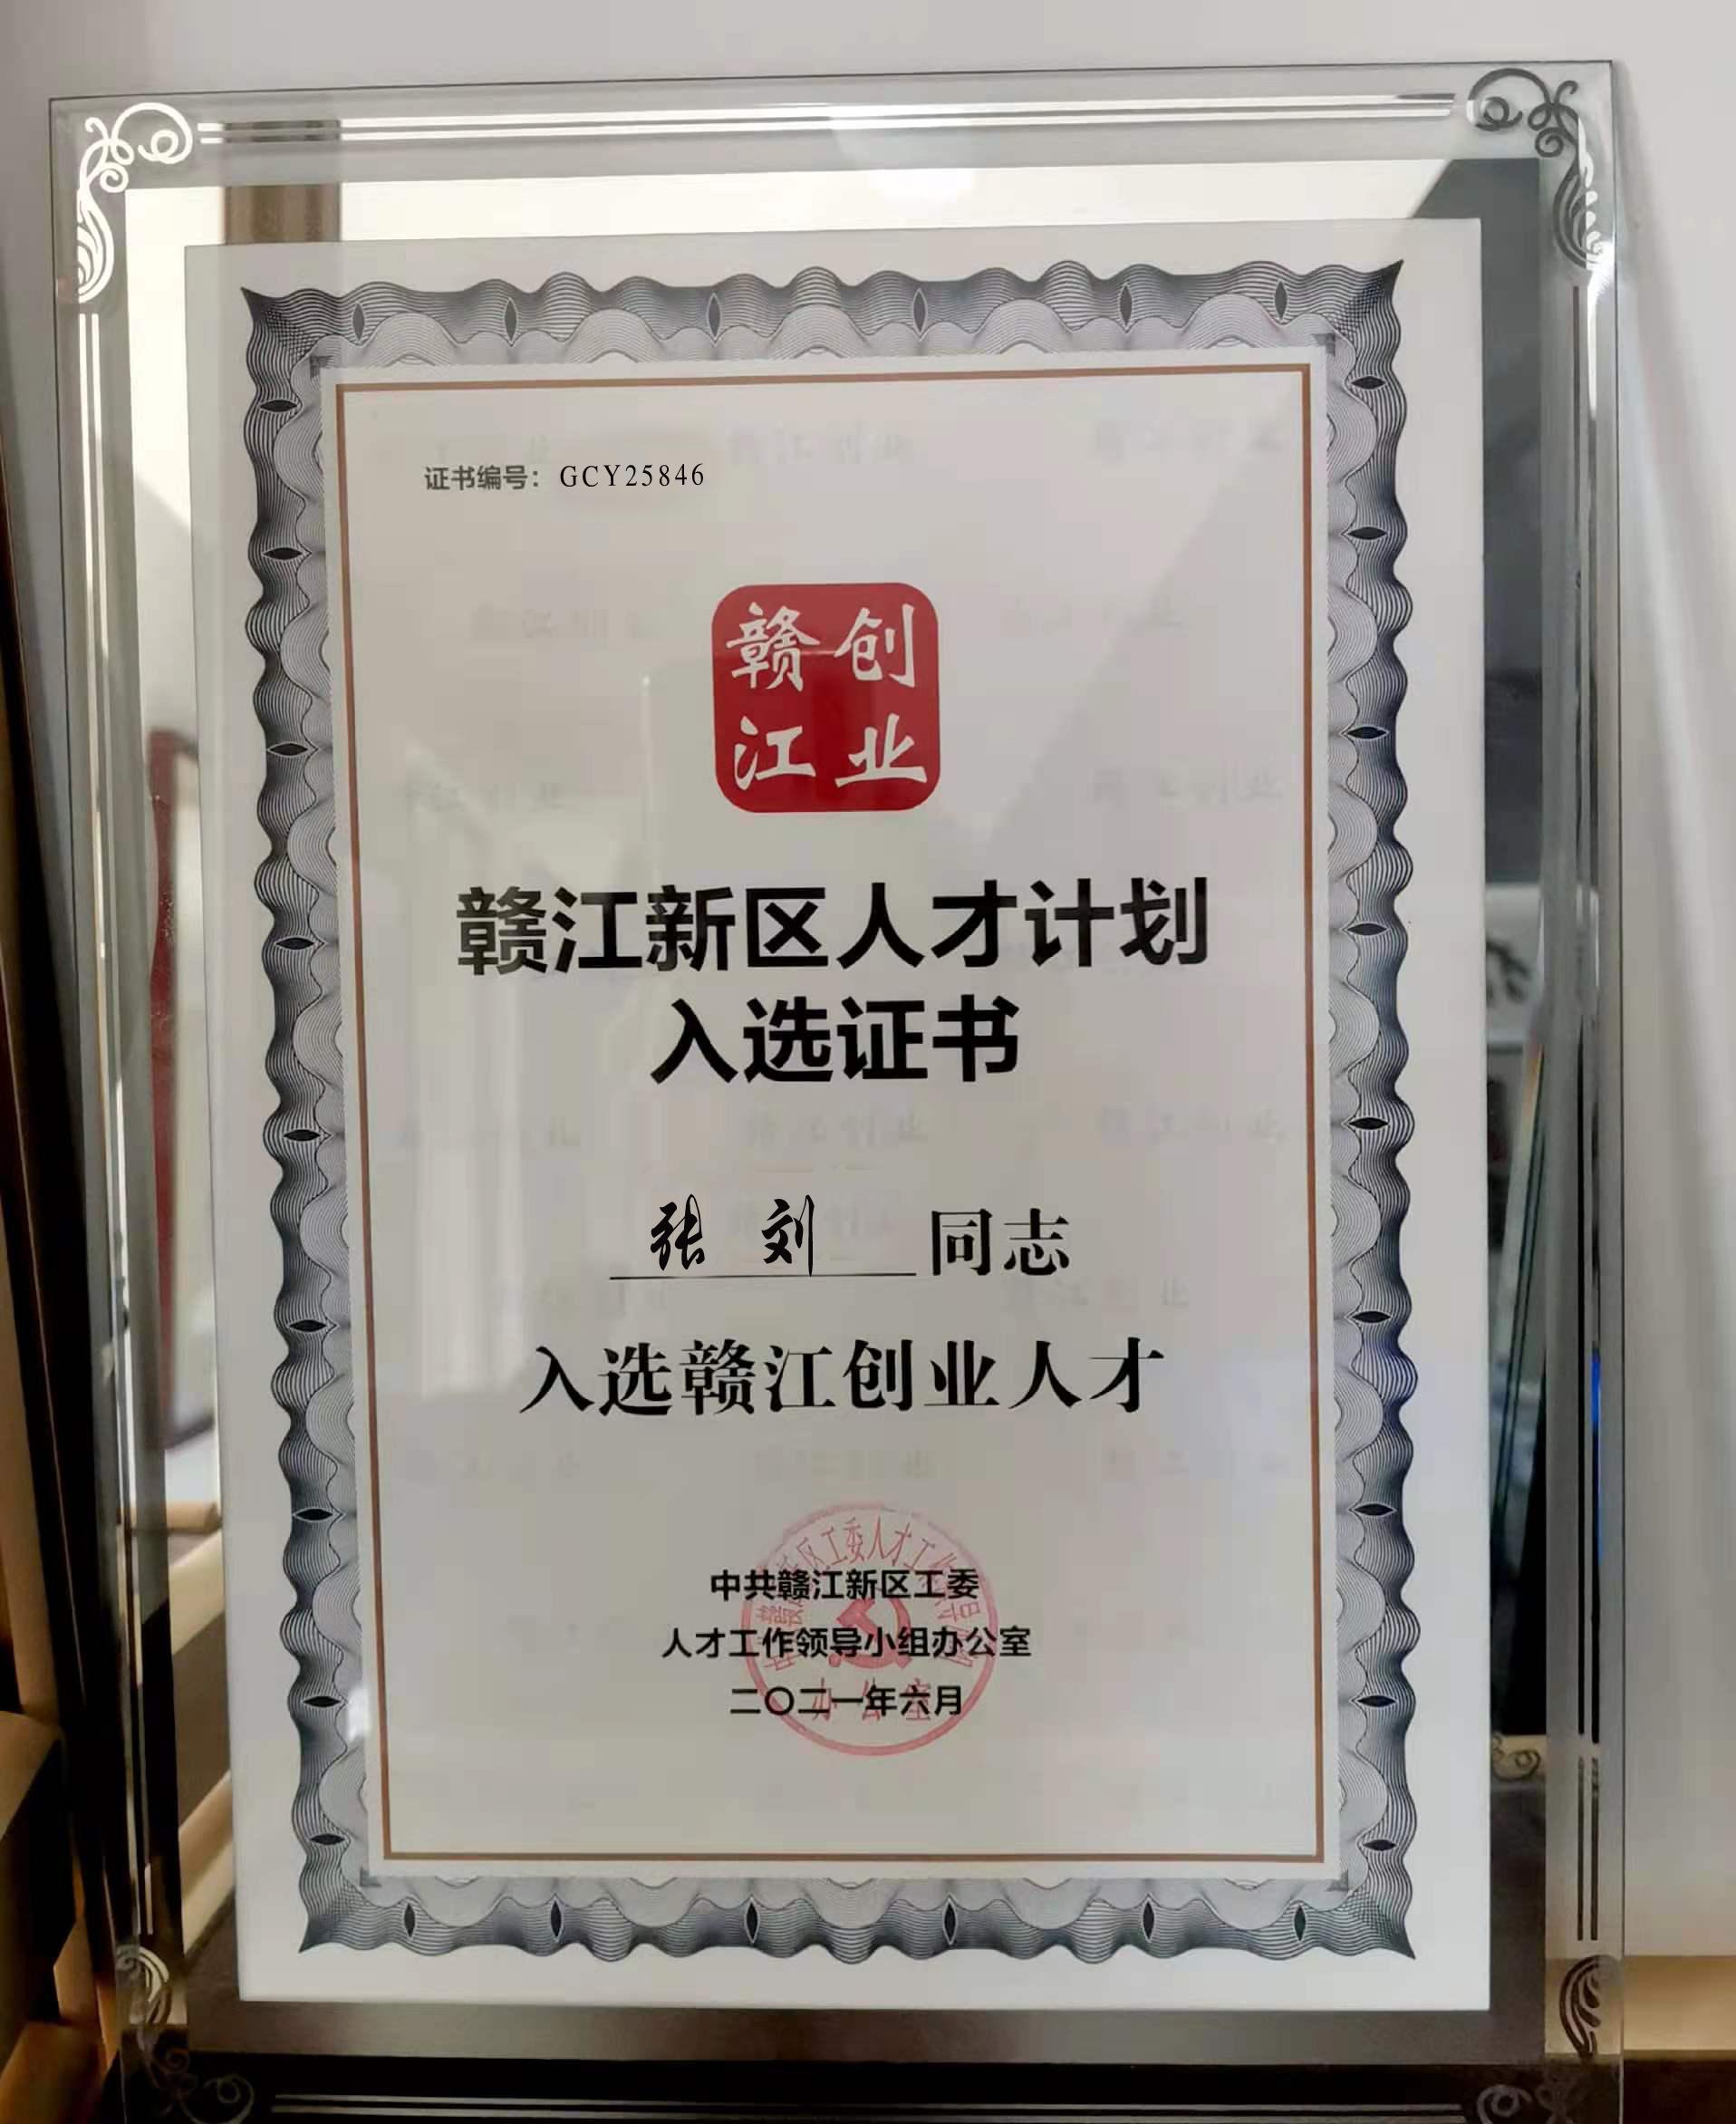 证书编号：GCY25846
赣创
江业
赣江新区人才计划
入选证书
张 刘 同志
入选赣江创业人才
中共赣江新区工委
人才工作领导小组办公室
二〇二一年六月
办公室